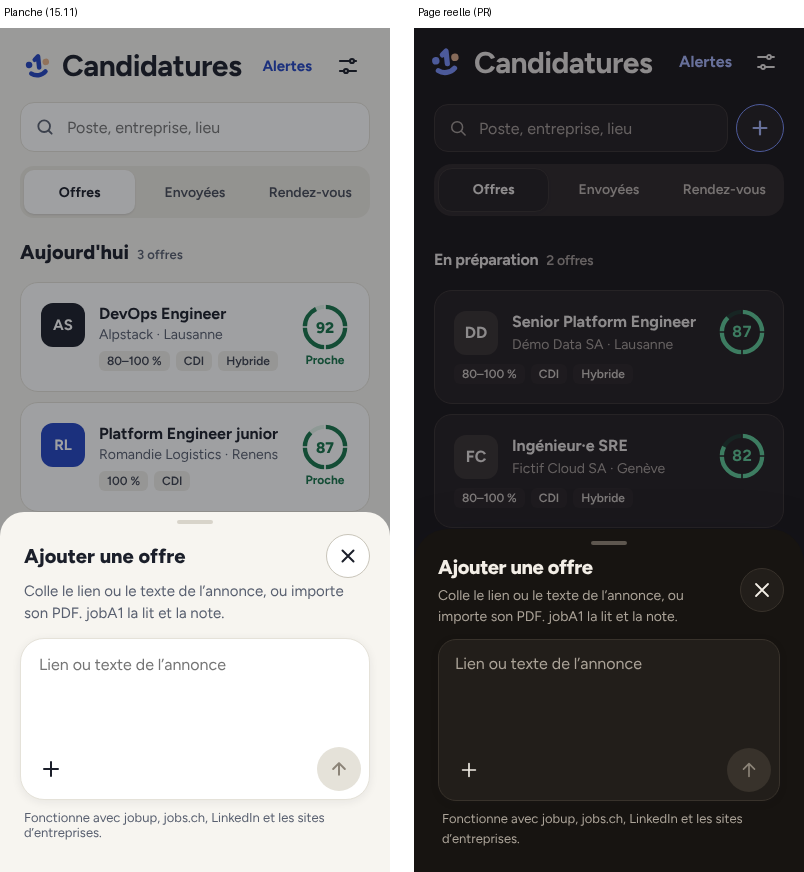 Planche (15.11)
Candidatures
Alertes
Poste, entreprise, lieu
Offres
Envoyées
Rendez-vous
Aujourd'hui 3 offres
AS
DevOps Engineer
Alpstack · Lausanne
80–100 %
CDI
Hybride
92
Proche
RL
Platform Engineer junior
Romandie Logistics · Renens
100 %
CDI
87
Proche
Ajouter une offre
Colle le lien ou le texte de l’annonce, ou importe
son PDF. jobA1 la lit et la note.
Lien ou texte de l’annonce
Fonctionne avec jobup, jobs.ch, LinkedIn et les sites
d’entreprises.
Page reelle (PR)
Candidatures
Alertes
Poste, entreprise, lieu
Offres
Envoyées
Rendez-vous
En préparation 2 offres
DD
Senior Platform Engineer
Démo Data SA · Lausanne
80–100 %
CDI
Hybride
87
FC
Ingénieur·e SRE
Fictif Cloud SA · Genève
80–100 %
CDI
Hybride
82
Ajouter une offre
Colle le lien ou le texte de l’annonce, ou
importe son PDF. jobA1 la lit et la note.
Lien ou texte de l’annonce
Fonctionne avec jobup, jobs.ch, LinkedIn et les sites
d’entreprises.